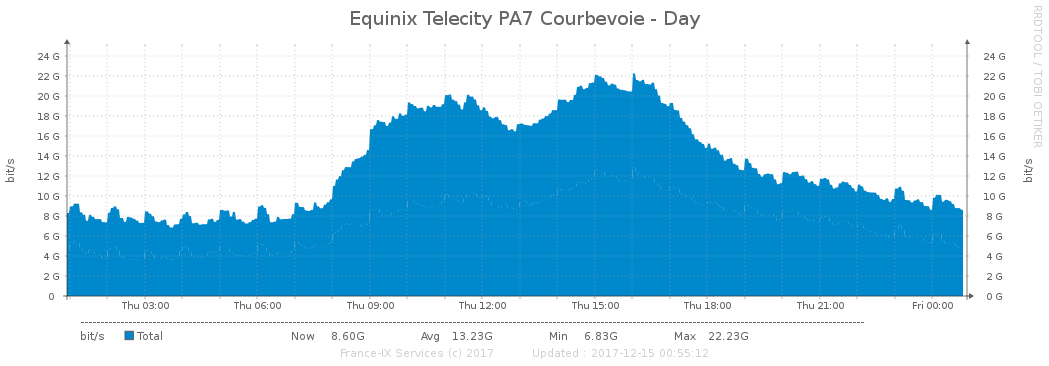 Equinix Telecity PA7 Courbevoie - Day
RRDTOOL / TOBI OETIKER
bit/s
bit/s
24 G 24 G
22 G 22 G
20 G 20 G
18 G 18 G
16 G 16 G
14 G 14 G
12 G 12 G
10 G 10 G
8 G 8 G
6 G 6 G
4 G 4 G
2 G 2 G
0 0 G
Thu 03:00 Thu 06:00 Thu 09:00 Thu 12:00 Thu 15:00 Thu 18:00 Thu 21:00 Fri 00:00
bit/s Total Now 8.60G Avg 13.23G Min 6.83G Max 22.23G
France-IX Services (c) 2017 Updated : 2017-12-15 00:55:12